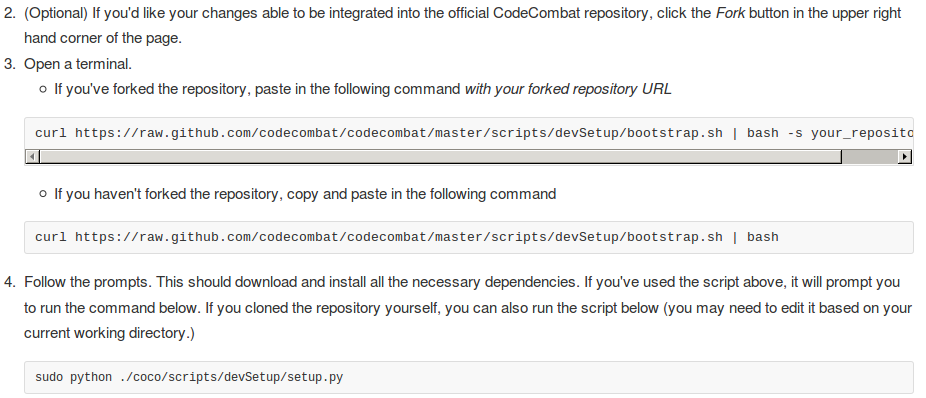 2. (Optional) If you'd like your changes able to be integrated into the official CodeCombat repository, click the Fork button in the upper right
hand corner of the page.
3. Open a terminal.
If you've forked the repository, paste in the following command with your forked repository URL
curl https://raw.github.com/codecombat/codecombat/master/scripts/devSetup/bootstrap.sh | bash -s your_reposito
If you haven't forked the repository, copy and paste in the following command
curl https://raw.github.com/codecombat/codecombat/master/scripts/devSetup/bootstrap.sh | bash
4. Follow the prompts. This should download and install all the necessary dependencies. If you've used the script above, it will prompt you
to run the command below. If you cloned the repository yourself, you can also run the script below (you may need to edit it based on your
current working directory.)
sudo python ./coco/scripts/devSetup/setup.py